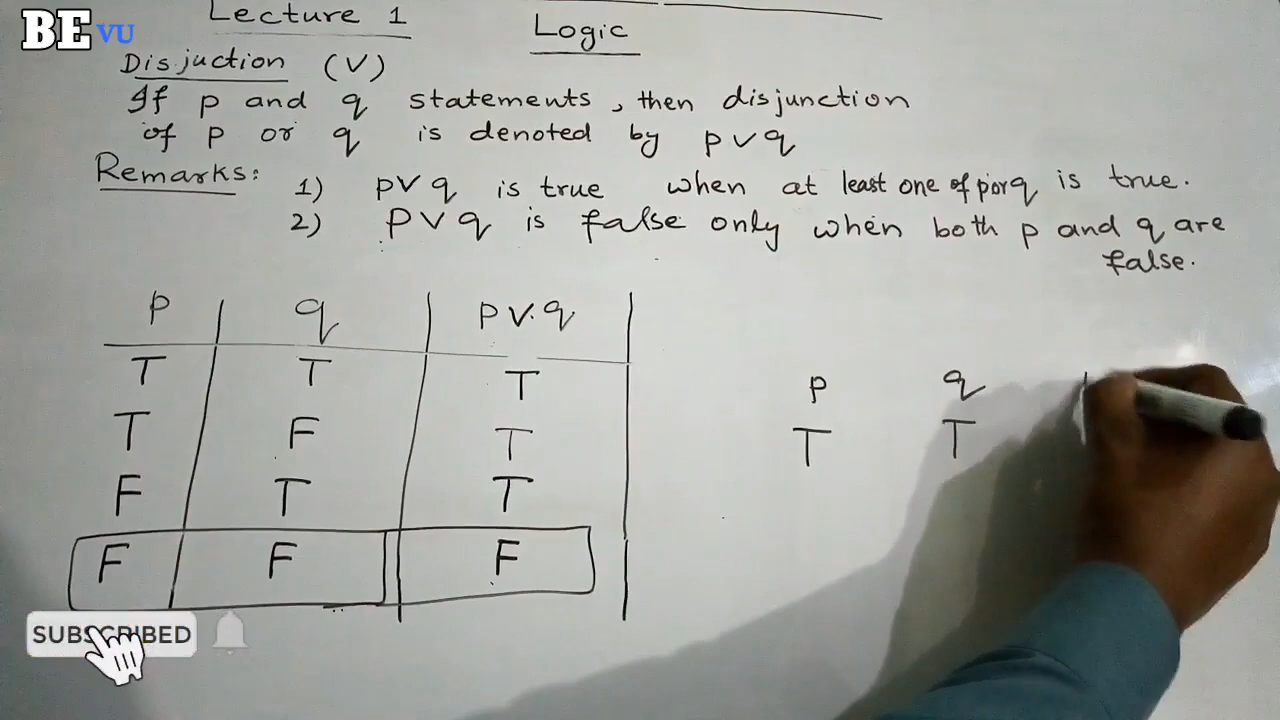 BE VU
Lecture 1
Logic
Disjuction (V)
If p and q statements, then disjunction
of p or q is denoted by p v q
Remarks: 1) p v q is true when at least one of p or q is true.
2) p v q is false only when both p and q are
false.
p q p v q
T T T
T F T
F T T
F F F
p q
T T
SUBSCRIBED